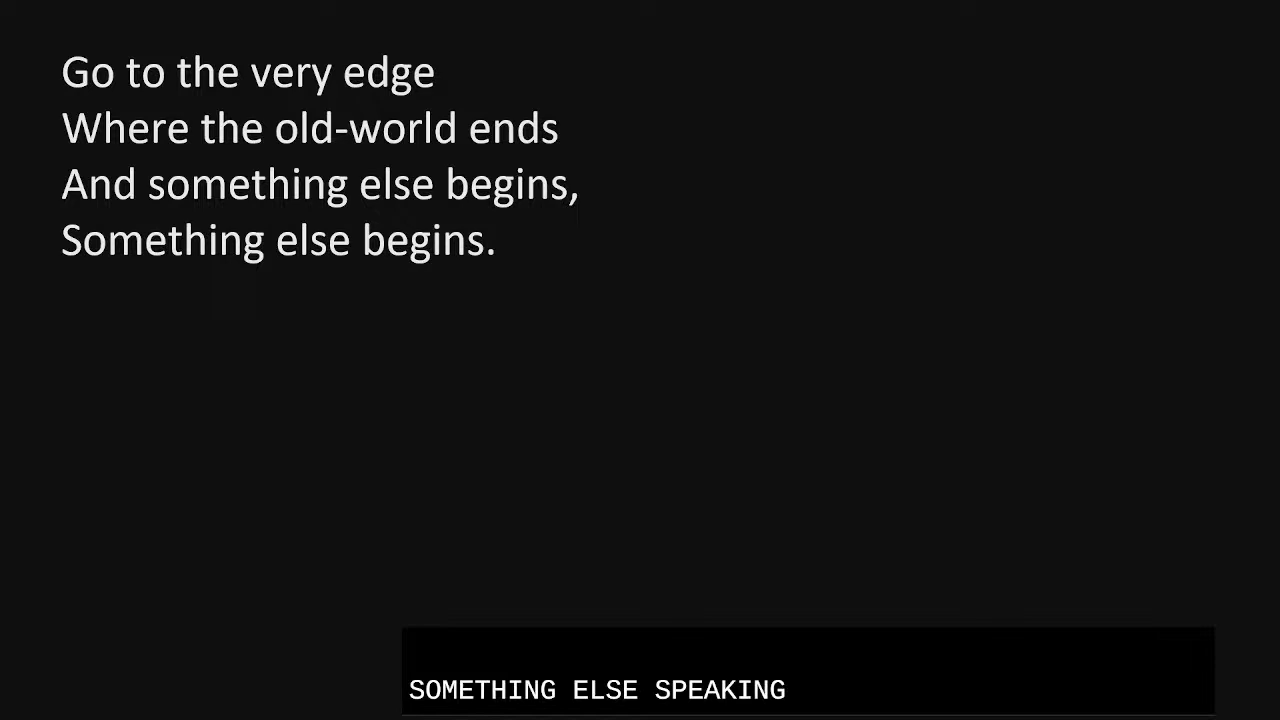 Go to the very edge
Where the old-world ends
And something else begins,
Something else begins.
SOMETHING ELSE SPEAKING